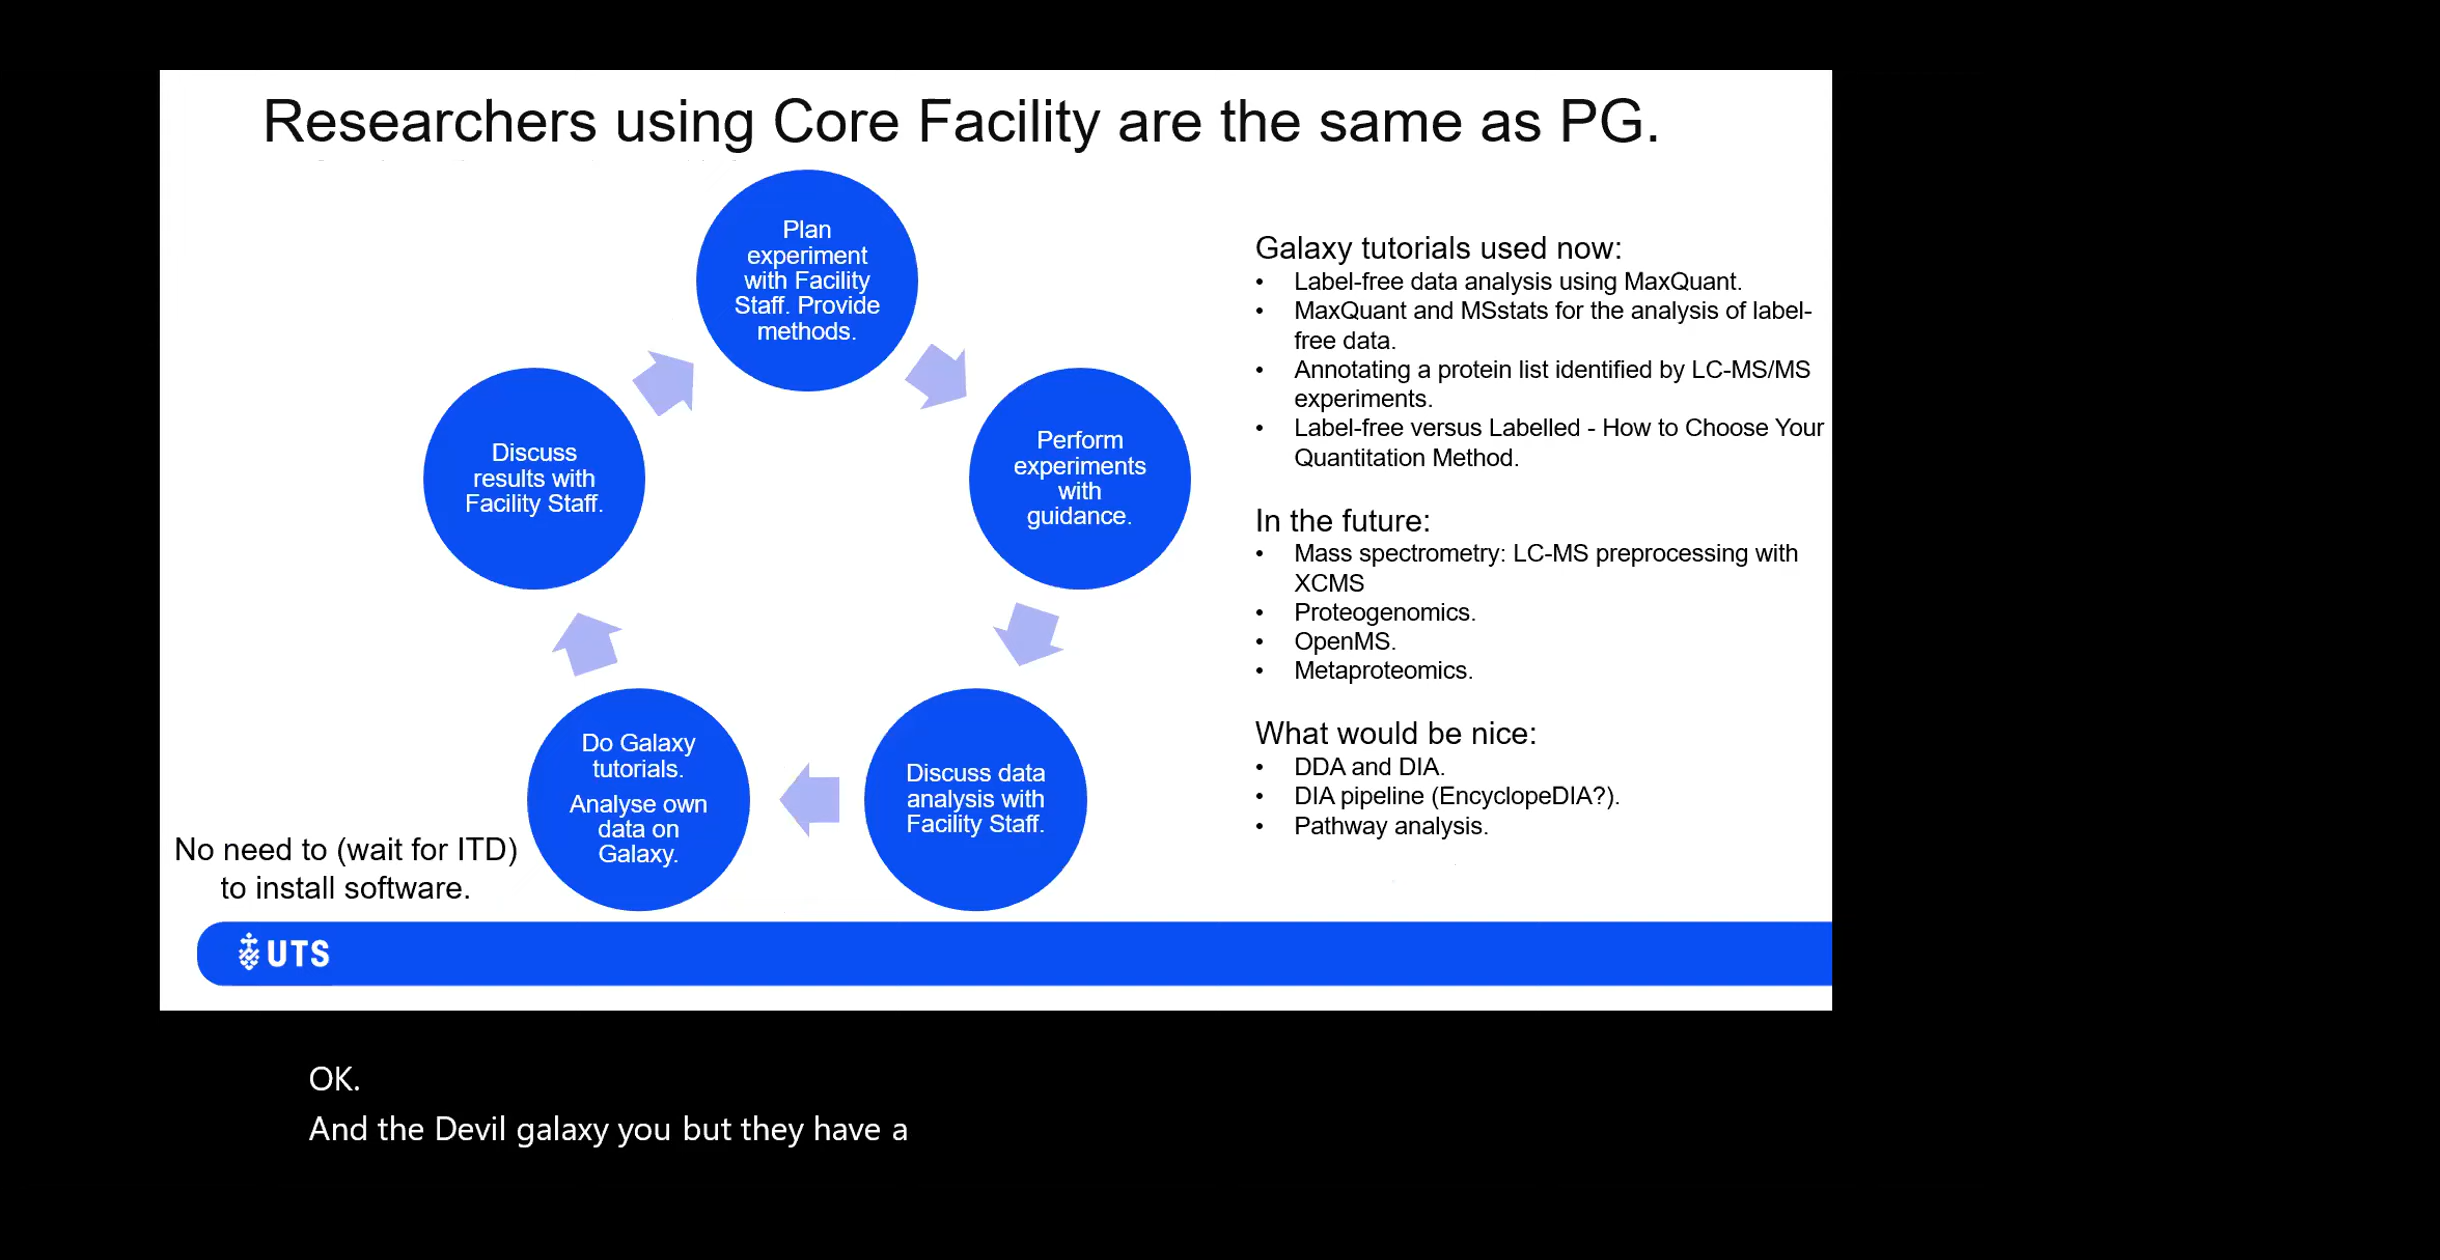 Researchers using Core Facility are the same as PG.
Plan
experiment
with Facility
Staff. Provide
methods.
Perform
experiments
with
guidance.
Discuss data
analysis with
Facility Staff.
Do Galaxy
tutorials.
Analyse own
data on
Galaxy.
Discuss
results with
Facility Staff.
No need to (wait for ITD)
to install software.
Galaxy tutorials used now:
• Label-free data analysis using MaxQuant.
• MaxQuant and MSstats for the analysis of label-
free data.
• Annotating a protein list identified by LC-MS/MS
experiments.
• Label-free versus Labelled - How to Choose Your
Quantitation Method.
In the future:
• Mass spectrometry: LC-MS preprocessing with
XCMS
• Proteogenomics.
• OpenMS.
• Metaproteomics.
What would be nice:
• DDA and DIA.
• DIA pipeline (EncyclopeDIA?).
• Pathway analysis.
UTS
OK.
And the Devil galaxy you but they have a